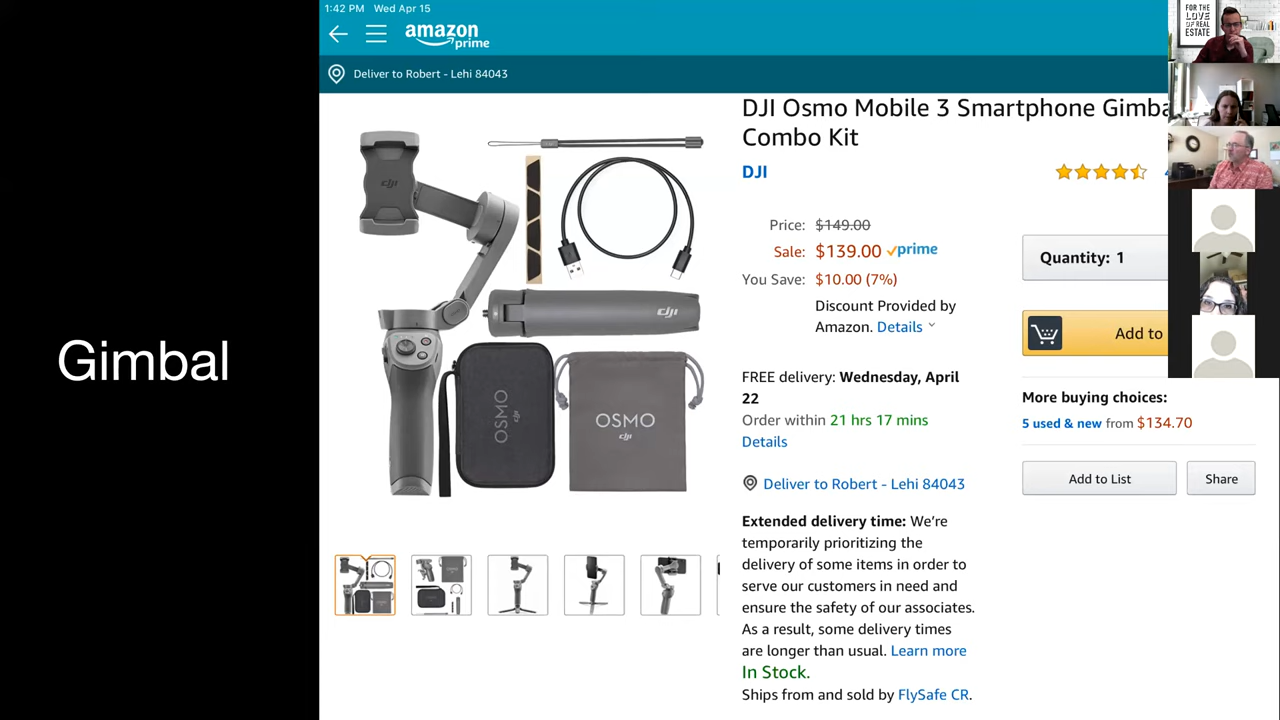 1:42 PM Wed Apr 15
amazon
prime
Deliver to Robert - Lehi 84043
FOR THE
LOVE
OF REAL
ESTATE
Gimbal
DJI Osmo Mobile 3 Smartphone Gimba
Combo Kit
DJI
Price: $149.00
Sale: $139.00 prime
You Save: $10.00 (7%)
Discount Provided by
Amazon. Details
FREE delivery: Wednesday, April
22
Order within 21 hrs 17 mins
Details
Deliver to Robert - Lehi 84043
Extended delivery time: We're
temporarily prioritizing the
delivery of some items in order to
serve our customers in need and
ensure the safety of our associates.
As a result, some delivery times
are longer than usual. Learn more
In Stock.
Ships from and sold by FlySafe CR.
Quantity: 1
Add to
More buying choices:
5 used & new from $134.70
Add to List
Share
dji
dji
OSMO
dji
OSMO
dji